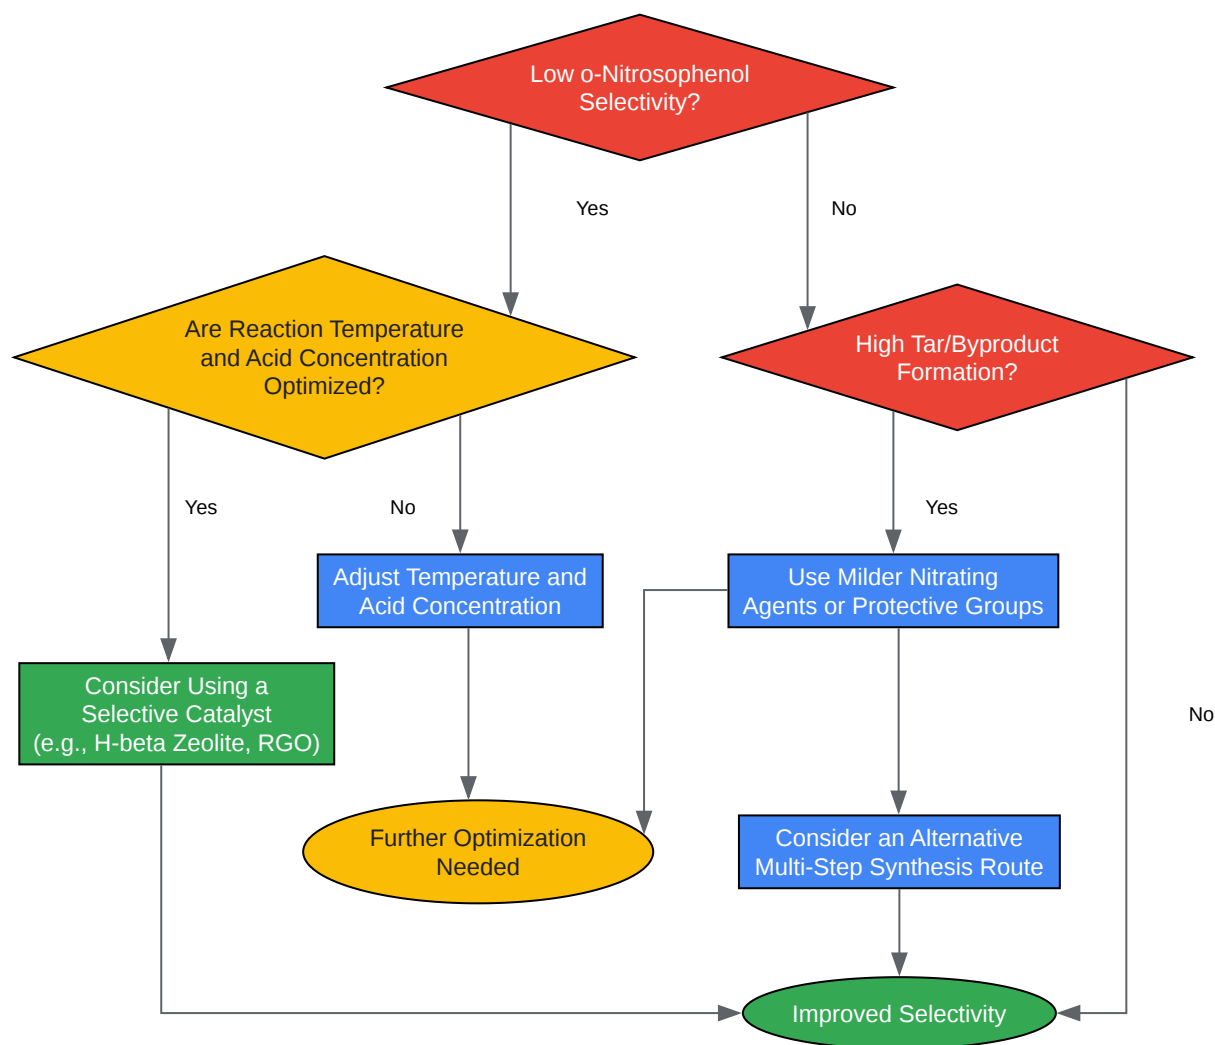 Low o-Nitrosophenol
Selectivity?
Yes
No
Are Reaction Temperature
and Acid Concentration
Optimized?
High Tar/Byproduct
Formation?
Yes
No
Yes
Adjust Temperature and
Acid Concentration
Use Milder Nitrating
Agents or Protective Groups
Consider Using a
Selective Catalyst
(e.g., H-beta Zeolite, RGO)
No
Further Optimization
Needed
Consider an Alternative
Multi-Step Synthesis Route
Improved Selectivity